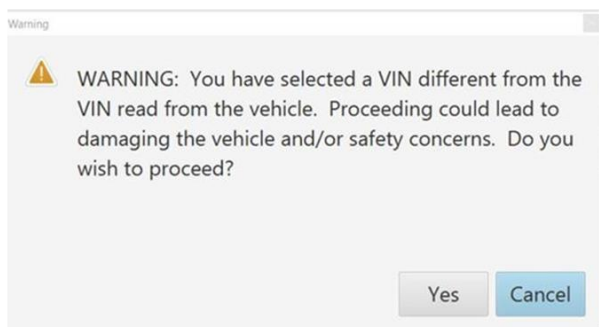 Warning
WARNING:  You have selected a VIN different from the
VIN read from the vehicle.  Proceeding could lead to
damaging the vehicle and/or safety concerns.  Do you
wish to proceed?
Yes
Cancel